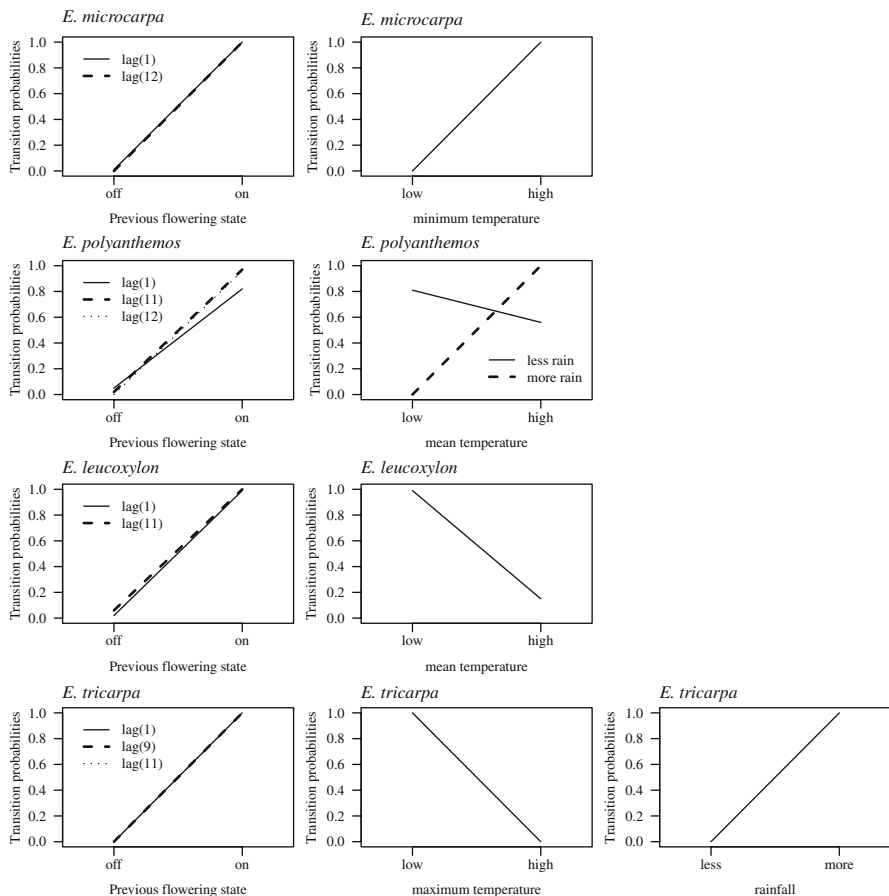 E. microcarpa
Transition probabilities
1.0
0.8
0.6
0.4
0.2
0.0
lag(1)
lag(12)
off on
Previous flowering state
E. microcarpa
Transition probabilities
1.0
0.8
0.6
0.4
0.2
0.0
low high
minimum temperature
E. polyanthemos
Transition probabilities
1.0
0.8
0.6
0.4
0.2
0.0
lag(1)
lag(11)
lag(12)
off on
Previous flowering state
E. polyanthemos
Transition probabilities
1.0
0.8
0.6
0.4
0.2
0.0
less rain
more rain
low high
mean temperature
E. leucoxylon
Transition probabilities
1.0
0.8
0.6
0.4
0.2
0.0
lag(1)
lag(11)
off on
Previous flowering state
E. leucoxylon
Transition probabilities
1.0
0.8
0.6
0.4
0.2
0.0
low high
mean temperature
E. tricarpa
Transition probabilities
1.0
0.8
0.6
0.4
0.2
0.0
lag(1)
lag(9)
lag(11)
off on
Previous flowering state
E. tricarpa
Transition probabilities
1.0
0.8
0.6
0.4
0.2
0.0
low high
maximum temperature
E. tricarpa
Transition probabilities
1.0
0.8
0.6
0.4
0.2
0.0
less more
rainfall